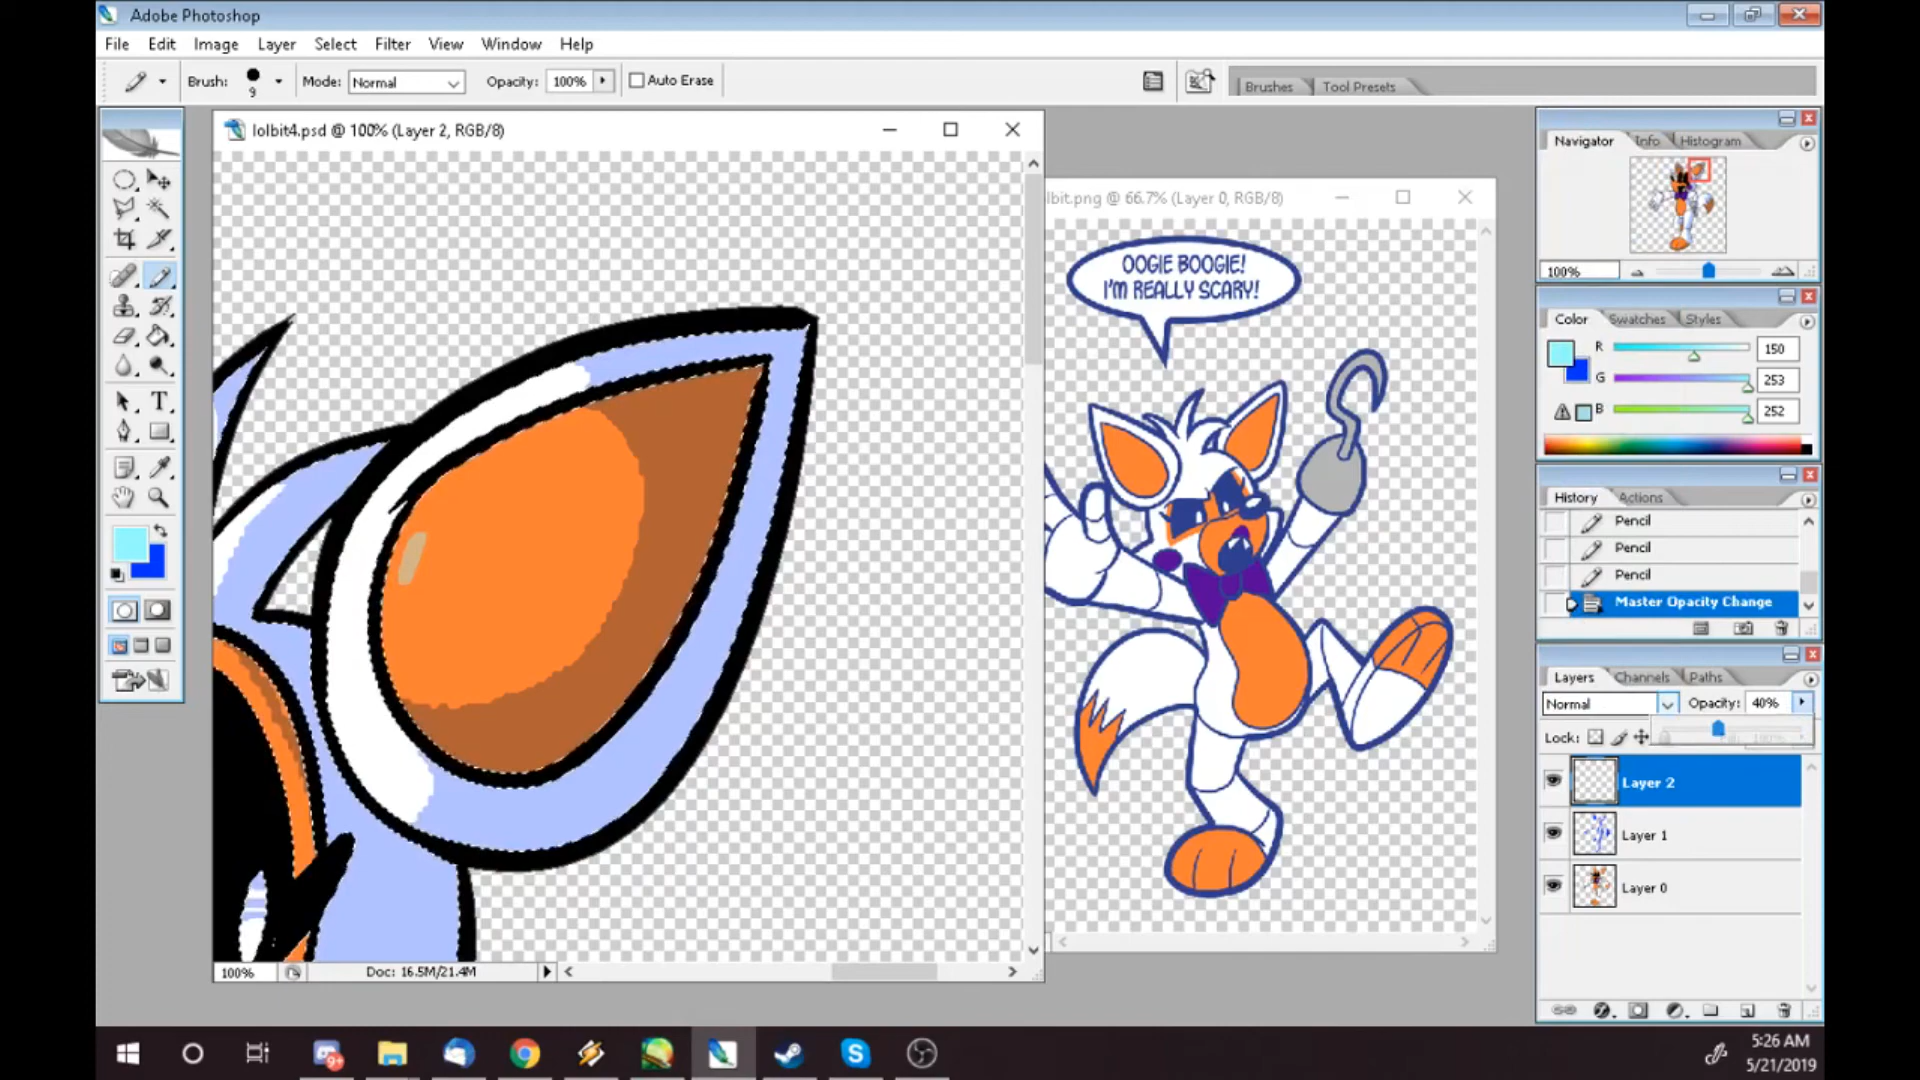 Adobe Photoshop
File Edit Image Layer Select Filter View Window Help
Brush: 9 Mode: Normal Opacity: 100% Auto Erase
Brushes Tool Presets
lolbit4.psd @ 100% (Layer 2, RGB/8)
lbit.png @ 66.7% (Layer 0, RGB/8)
OOGIE BOOGIE!
I'M REALLY SCARY!
100% Doc: 16.5M/21.4M
Navigator Info Histogram
100%
Color Swatches Styles
R 150
G 253
B 252
History Actions
Pencil
Pencil
Pencil
Master Opacity Change
Layers Channels Paths
Normal Opacity: 40%
Lock:
Layer 2
Layer 1
Layer 0
9+
5:26 AM
5/21/2019